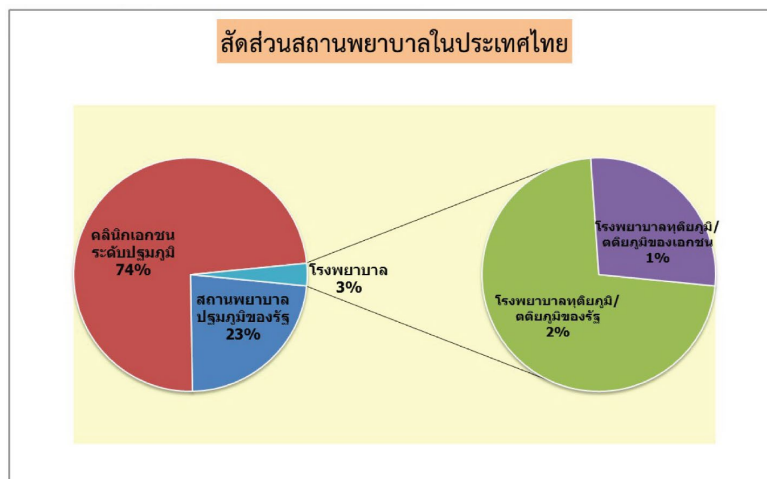 สัดส่วนสถานพยาบาลในประเทศไทย
คลินิกเอกชน
ระดับปฐมภูมิ
74%
สถานพยาบาล
ปฐมภูมิของรัฐ
23%
โรงพยาบาล
3%
โรงพยาบาลทุติยภูมิ/
ตติยภูมิของเอกชน
1%
โรงพยาบาลทุติยภูมิ/
ตติยภูมิของรัฐ
2%